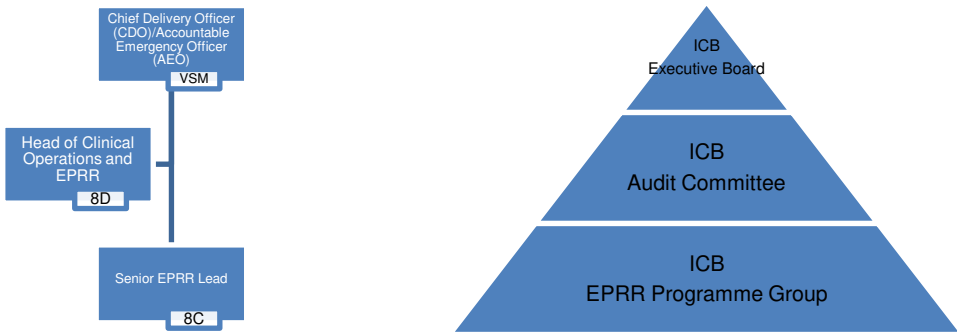 Chief Delivery Officer
(CDO)/Accountable
Emergency Officer
(AEO)
VSM
Head of Clinical
Operations and
EPRR
8D
Senior EPRR Lead
8C
ICB
Executive Board
ICB
Audit Committee
ICB
EPRR Programme Group